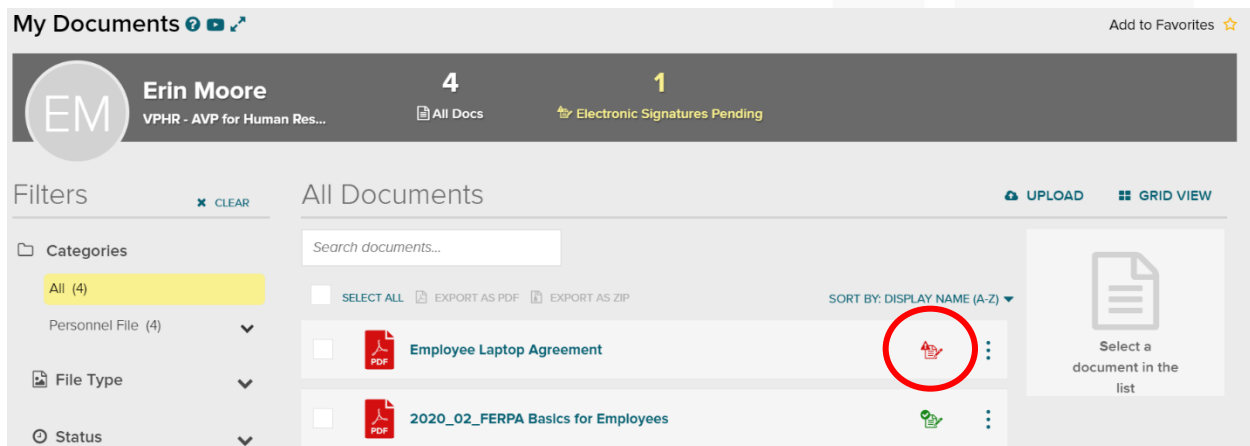 My Documents
Add to Favorites
EM
Erin Moore
VPHR - AVP for Human Res...
4
All Docs
1
Electronic Signatures Pending
Filters
CLEAR
All Documents
UPLOAD
GRID VIEW
Categories
All (4)
Personnel File (4)
File Type
Status
Search documents...
SELECT ALL EXPORT AS PDF EXPORT AS ZIP
SORT BY: DISPLAY NAME (A-Z)
PDF
Employee Laptop Agreement
PDF
2020_02_FERPA Basics for Employees
Select a
document in the
list